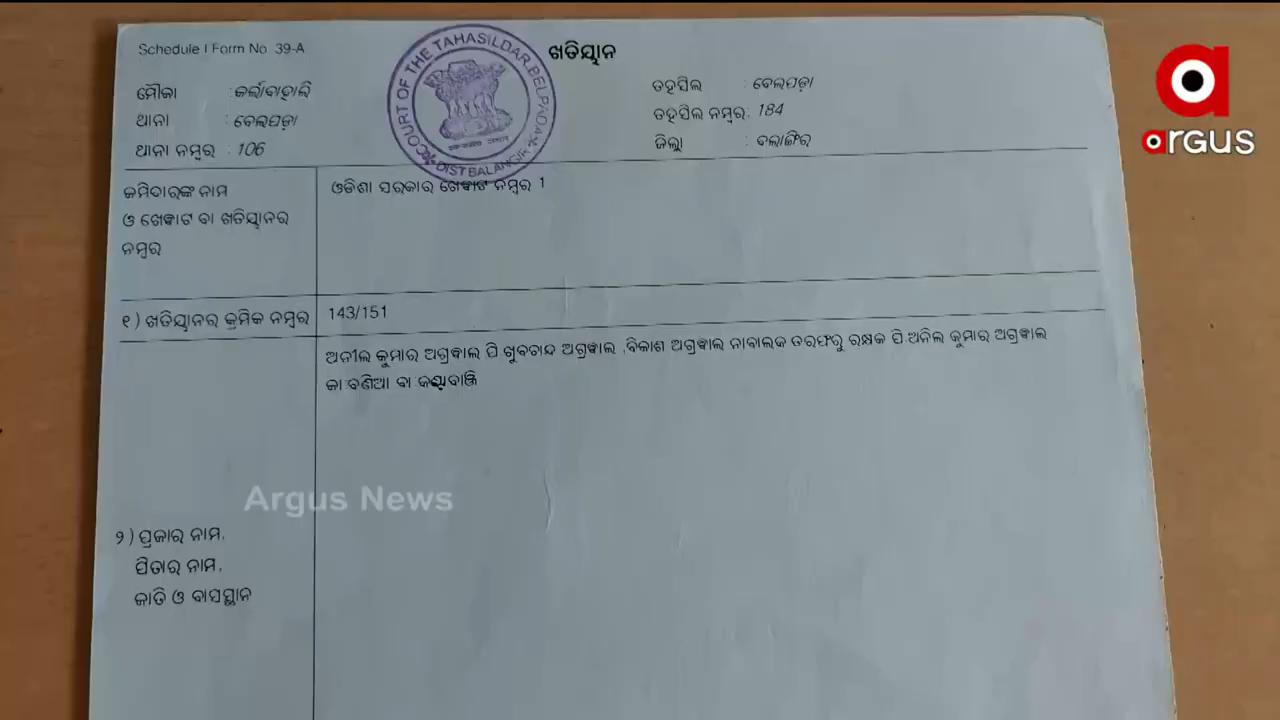 Schedule I Form No. 39-A
ଖତିୟାନ
ମୌଜା : କର୍ଲାବାହାଲି
ଥାନା : ବେଲପଡ଼ା
ଥାନା ନମ୍ବର : 106
ତହସିଲ : ବେଲପଡ଼ା
ତହସିଲ ନମ୍ବର : 184
ଜିଲ୍ଲା : ବଲାଙ୍ଗିର
COURT OF THE TAHASILDAR, BELPADA
DIST BALANGIR
argus
ଜମିଦାରଙ୍କ ନାମ
ଓ ଖେୱାଟ ବା ଖତିୟାନର
ନମ୍ବର
ଓଡିଶା ସରକାର ଖେୱାଟ ନମ୍ବର 1
୧ ) ଖତିୟାନର କ୍ରମିକ ନମ୍ବର
143/151
ଅନୀଲ କୁମାର ଅଗ୍ରୱାଲ ପି ଖୁବଚାନ୍ଦ ଅଗ୍ରୱାଲ ,ବିକାଶ ଅଗ୍ରୱାଲ ନାବାଲକ ତରଫରୁ ରକ୍ଷକ ପି.ଅନିଲ କୁମାର ଅଗ୍ରୱାଲ
ଜା:ବଣିଆ ବା
Argus News
୨ ) ପ୍ରଜାର ନାମ,
ପିତାର ନାମ,
ଜାତି ଓ ବାସସ୍ଥାନ